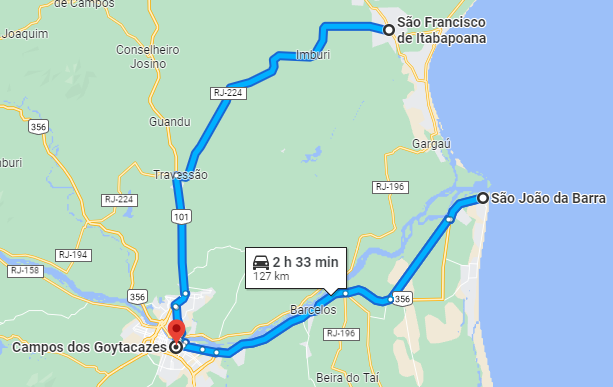 de Campos
São Francisco
de Itabapoana
Joaquim
Conselheiro
Josino
Imburi
RJ-224
356
Guandu
Gargaú
buri
Travessão
RJ-196
RJ-224
São João da Barra
101
RJ-194
2 h 33 min
127 km
RJ-158
356
Barcelos
RJ-196
Campos dos Goytacazes
Beira do Taí